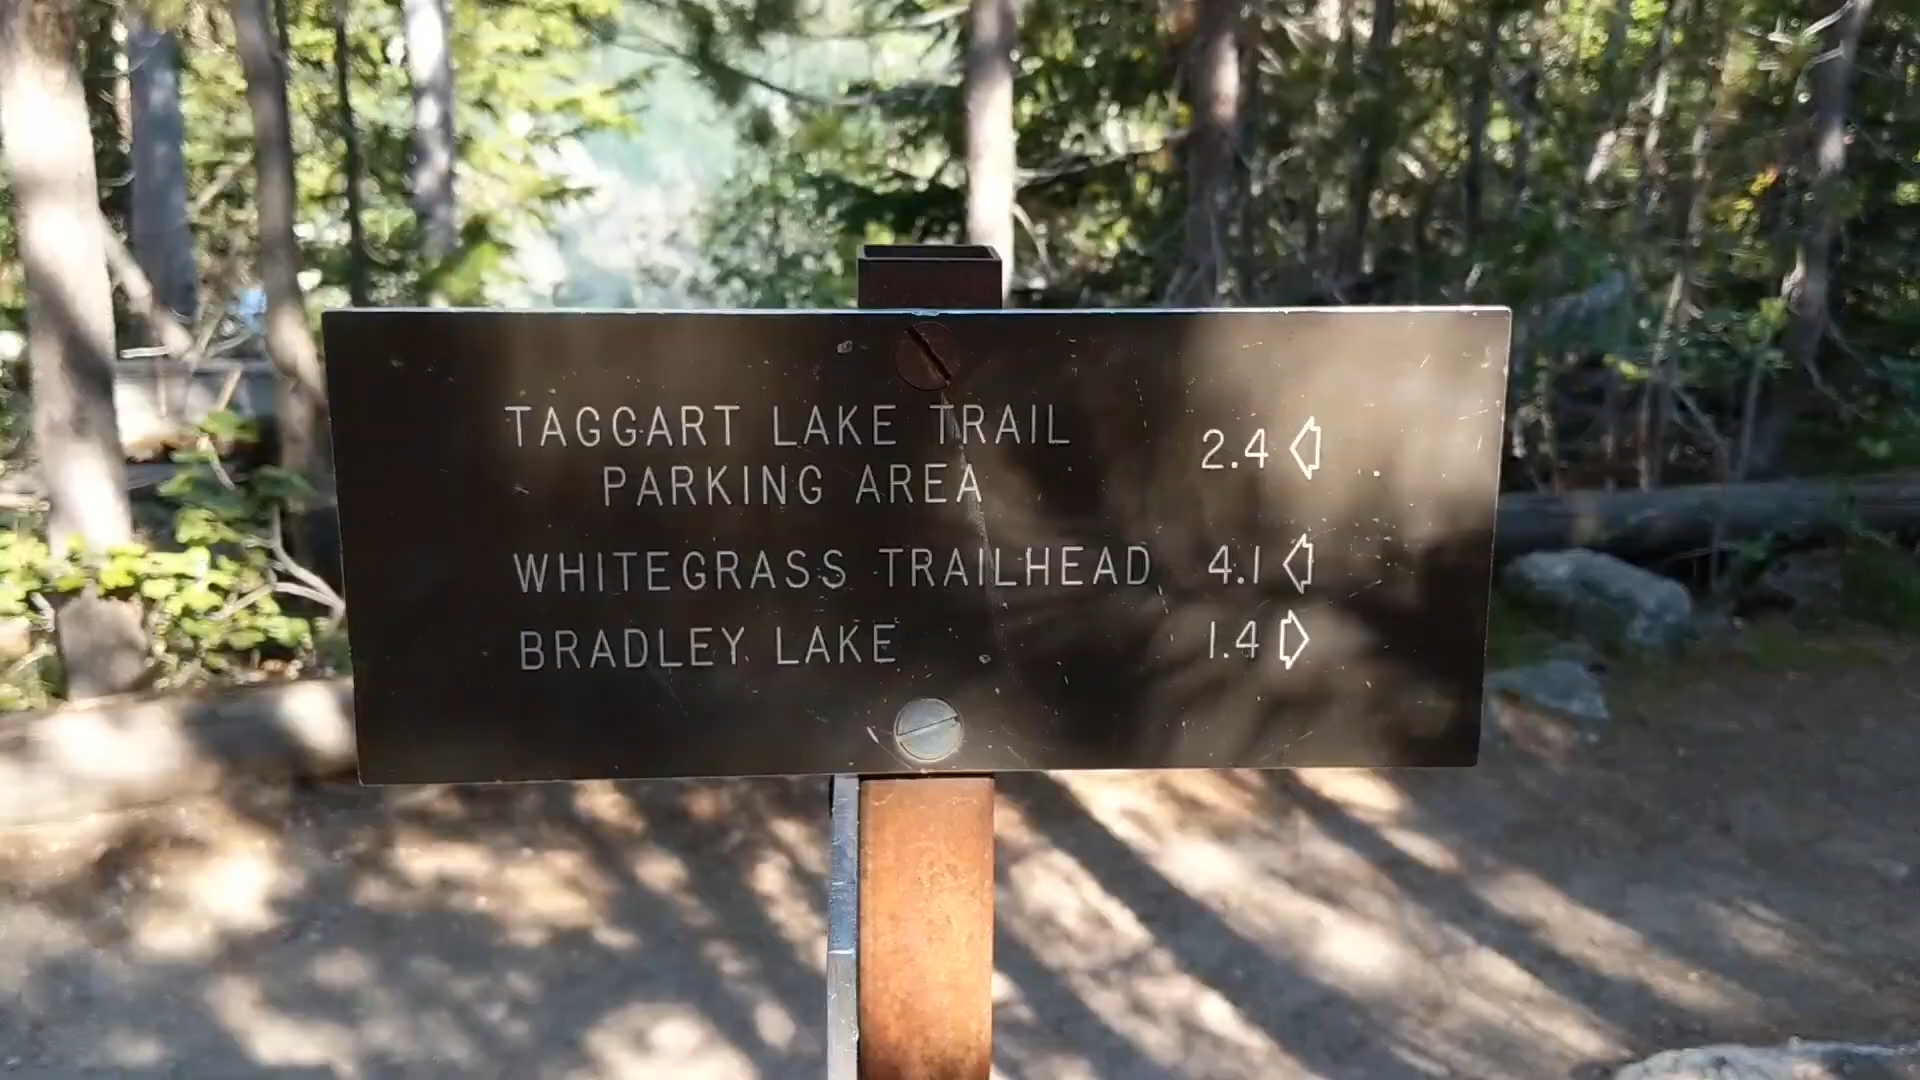 TAGGART LAKE TRAIL
PARKING AREA 2.4
WHITEGRASS TRAILHEAD 4.1
BRADLEY LAKE 1.4